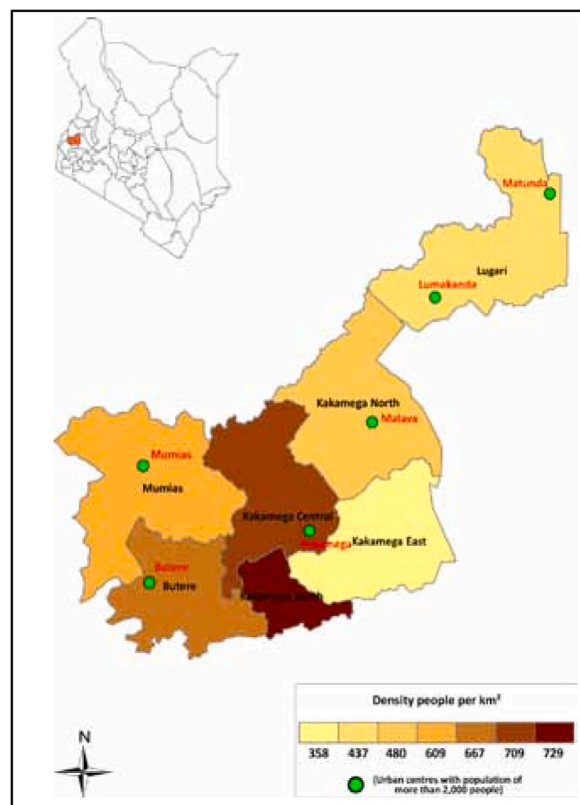 Matunda
Lugari
Lumakanda
Kakamega North
Malava
Mumias
Mumias
Kakamega Central
Kakamega East
Butere
Butere
Density people per km²
358 437 480 609 667 709 729
(Urban centres with population of
more than 2,000 people)
N